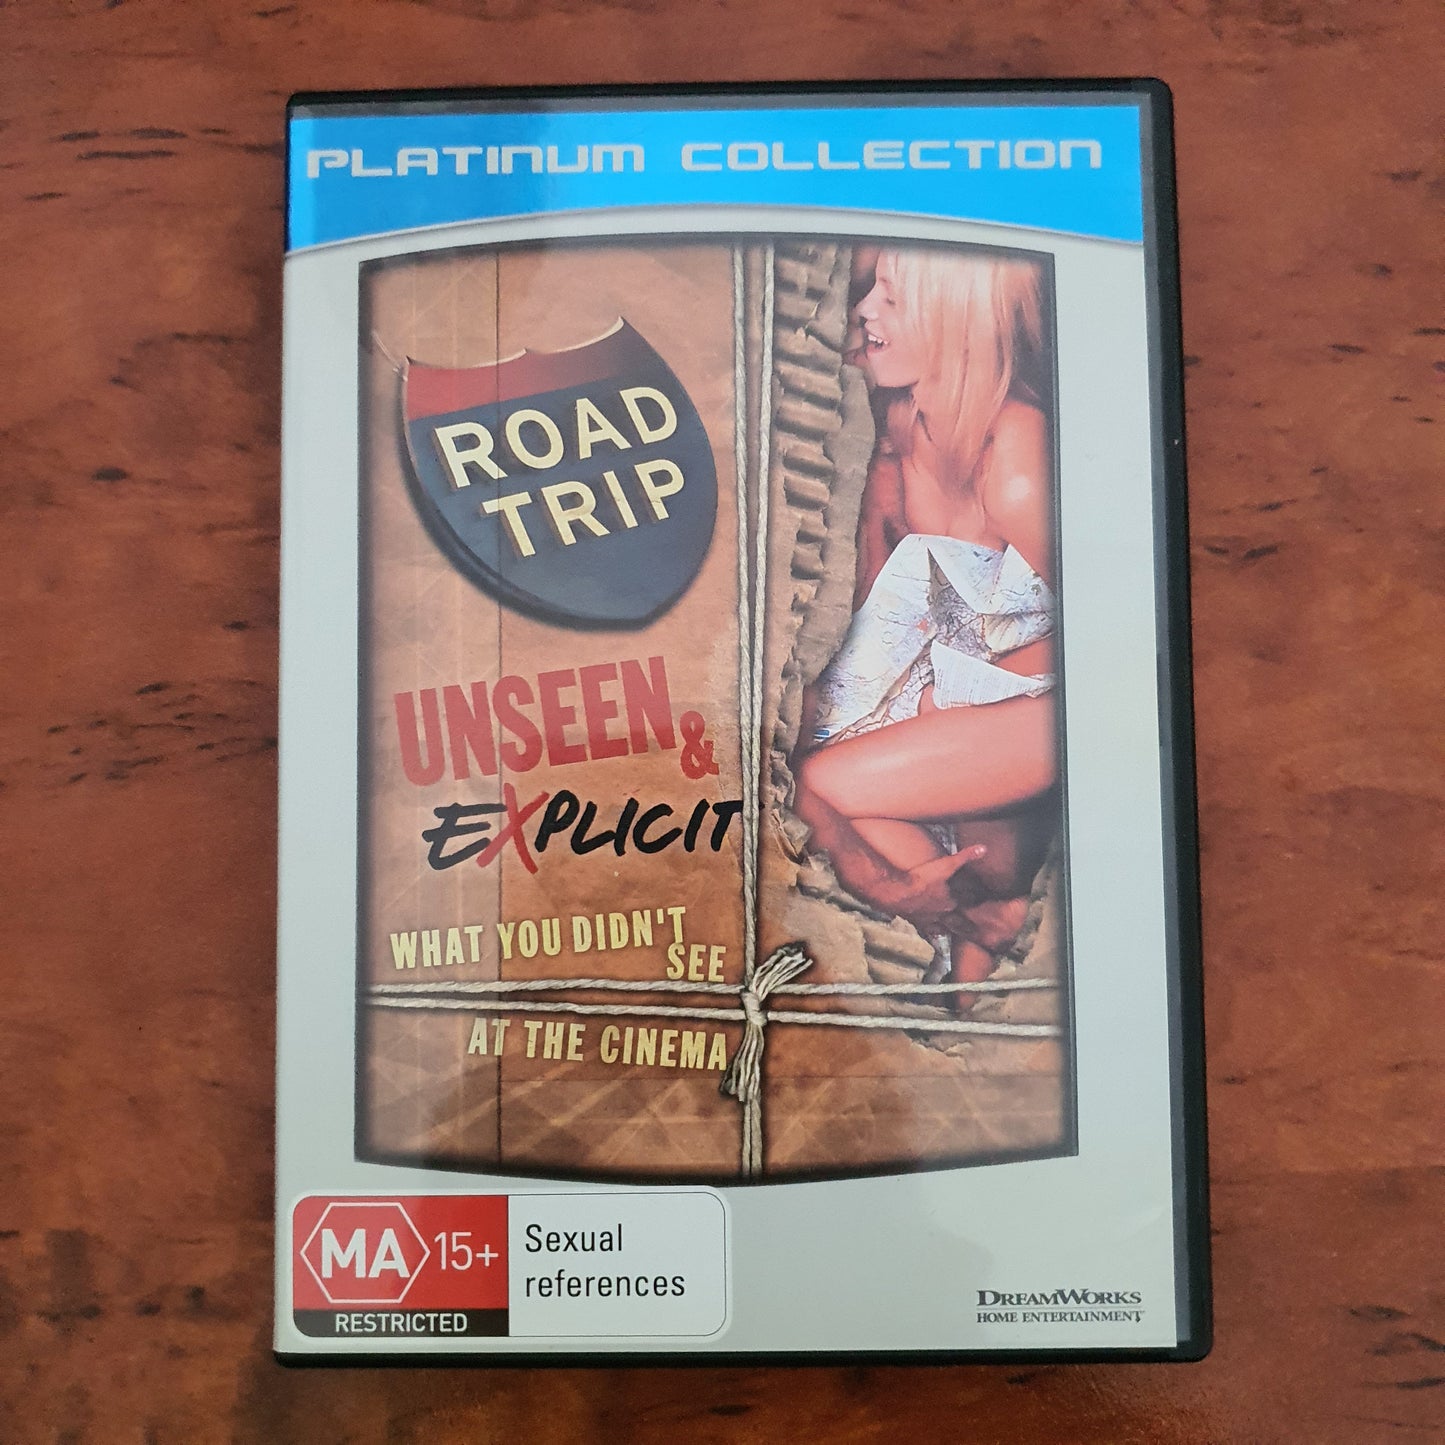 PLATINUM COLLECTION
ROAD
TRIP
UNSEEN &
EXPLICIT
WHAT YOU DIDN'T
SEE
AT THE CINEMA
MA 15+
RESTRICTED
Sexual
references
DREAMWORKS
HOME ENTERTAINMENT